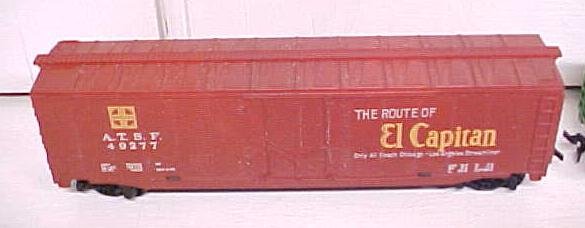 A.T.S.F.
49277
THE ROUTE OF
El Capitan
Only All Coach Chicago - Los Angeles Streamliner